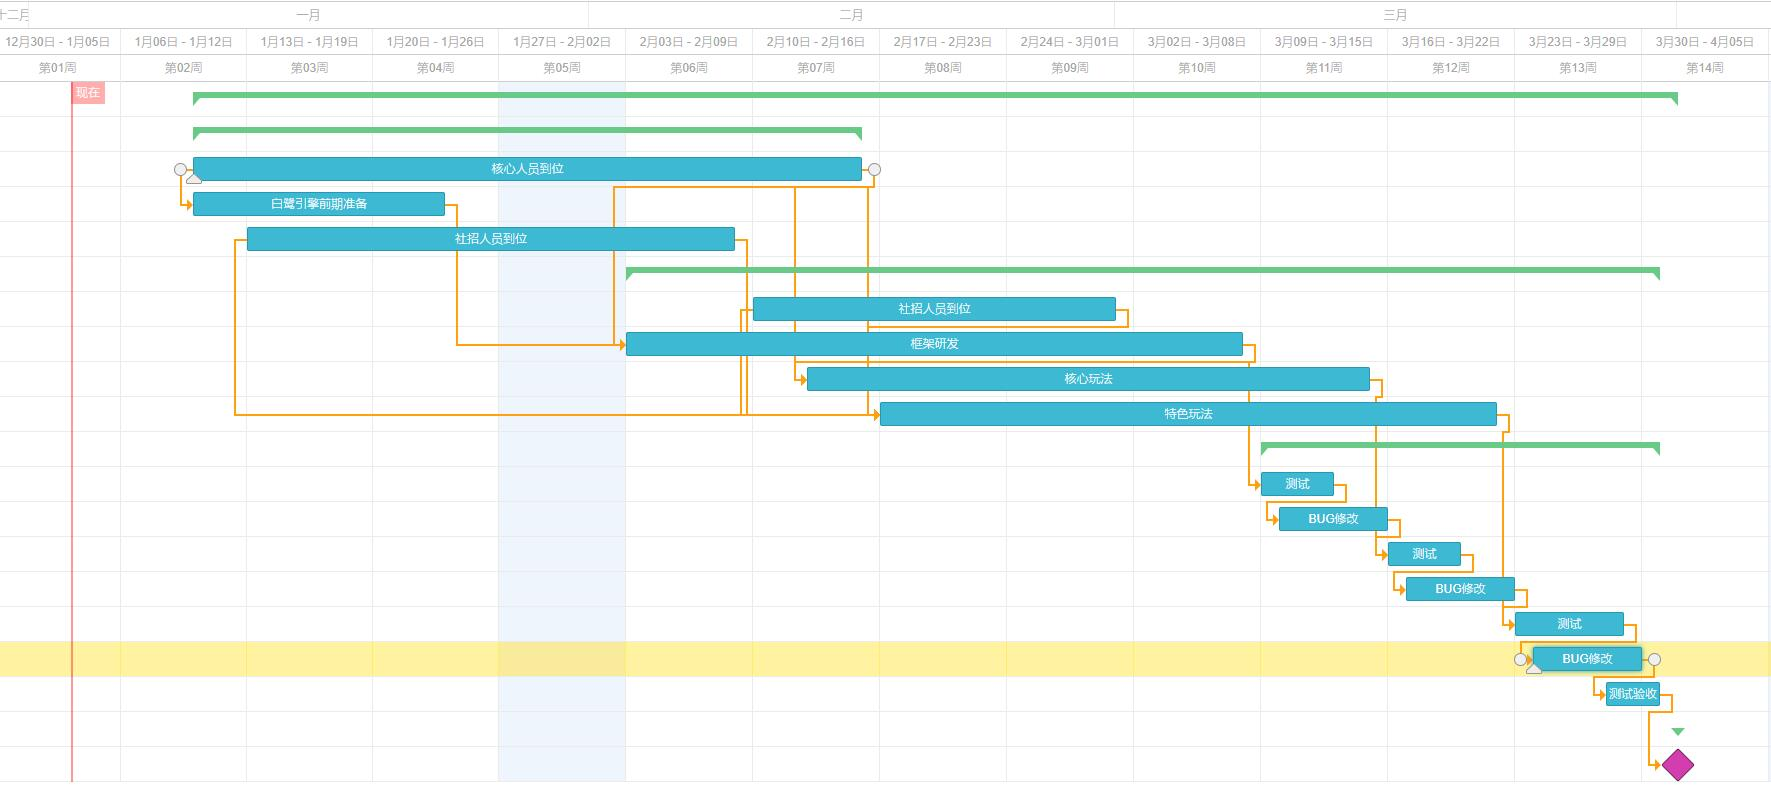 十二月 一月 二月 三月
12月30日 - 1月05日 1月06日 - 1月12日 1月13日 - 1月19日 1月20日 - 1月26日 1月27日 - 2月02日 2月03日 - 2月09日 2月10日 - 2月16日 2月17日 - 2月23日 2月24日 - 3月01日 3月02日 - 3月08日 3月09日 - 3月15日 3月16日 - 3月22日 3月23日 - 3月29日 3月30日 - 4月05日
第01周 第02周 第03周 第04周 第05周 第06周 第07周 第08周 第09周 第10周 第11周 第12周 第13周 第14周
现在
核心人员到位
白鹭引擎前期准备
社招人员到位
社招人员到位
框架研发
核心玩法
特色玩法
测试
BUG修改
测试
BUG修改
测试
BUG修改
测试验收